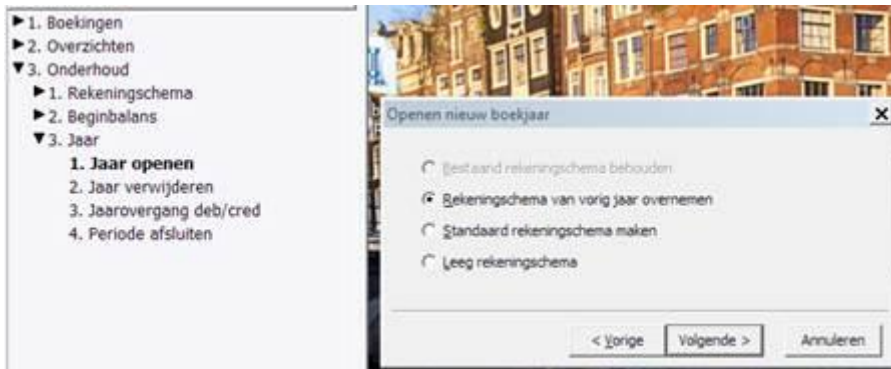 1. Boekingen
2. Overzichten
3. Onderhoud
1. Rekeningschema
2. Beginbalans
3. Jaar
1. Jaar openen
2. Jaar verwijderen
3. Jaarovergang deb/cred
4. Periode afsluiten
Openen nieuw boekjaar
Bestaand rekeningschema behouden
Rekeningschema van vorig jaar overnemen
Standaard rekeningschema maken
Leeg rekeningschema
< Vorige
Volgende >
Annuleren